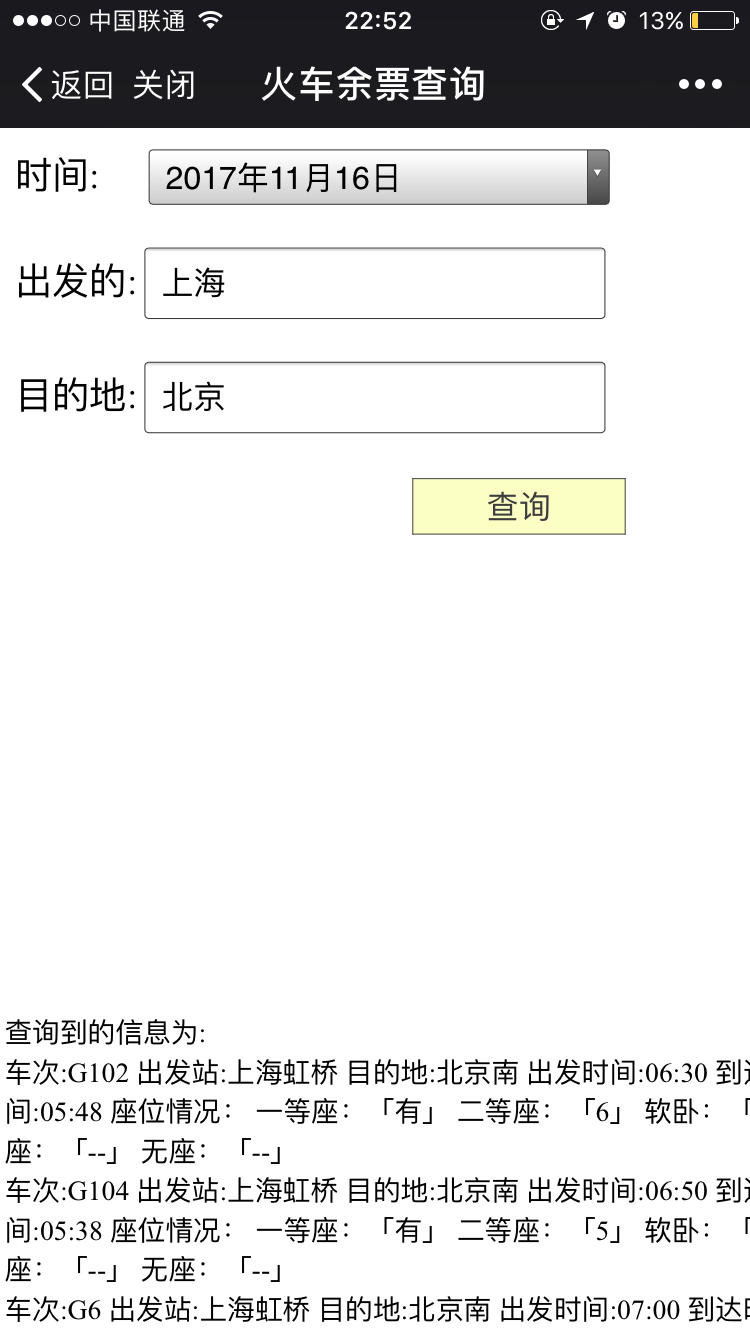 中国联通 22:52 13%
返回 关闭 火车余票查询
时间: 2017年11月16日
出发的: 上海
目的地: 北京
查询
查询到的信息为:
车次:G102 出发站:上海虹桥 目的地:北京南 出发时间:06:30 到
间:05:48 座位情况： 一等座：「有」 二等座：「6」 软卧：「
座：「--」 无座：「--」
车次:G104 出发站:上海虹桥 目的地:北京南 出发时间:06:50 到
间:05:38 座位情况： 一等座：「有」 二等座：「5」 软卧：「
座：「--」 无座：「--」
车次:G6 出发站:上海虹桥 目的地:北京南 出发时间:07:00 到达